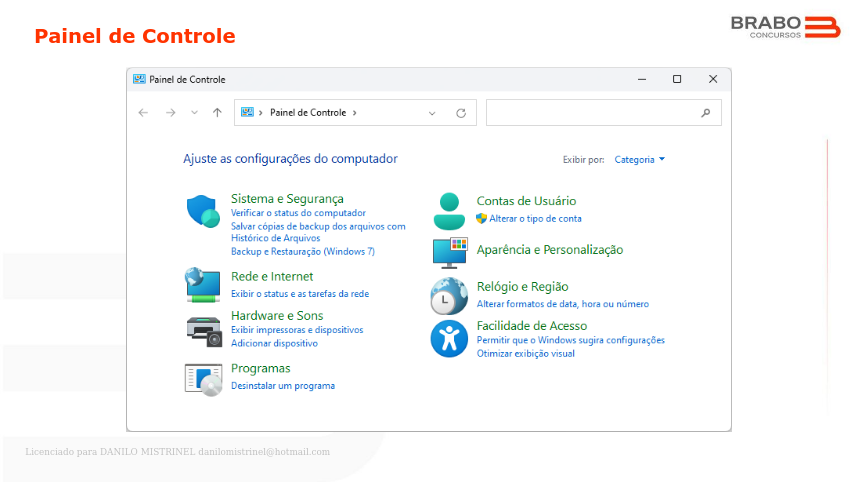 Painel de Controle
BRABO
CONCURSOS
Painel de Controle
Painel de Controle
Ajuste as configurações do computador
Exibir por: Categoria
Sistema e Segurança
Verificar o status do computador
Salvar cópias de backup dos arquivos com
Histórico de Arquivos
Backup e Restauração (Windows 7)
Rede e Internet
Exibir o status e as tarefas da rede
Hardware e Sons
Exibir impressoras e dispositivos
Adicionar dispositivo
Programas
Desinstalar um programa
Contas de Usuário
Alterar o tipo de conta
Aparência e Personalização
Relógio e Região
Alterar formatos de data, hora ou número
Facilidade de Acesso
Permitir que o Windows sugira configurações
Otimizar exibição visual
Licenciado para DANILO MISTRINEL danilomistrinel@hotmail.com